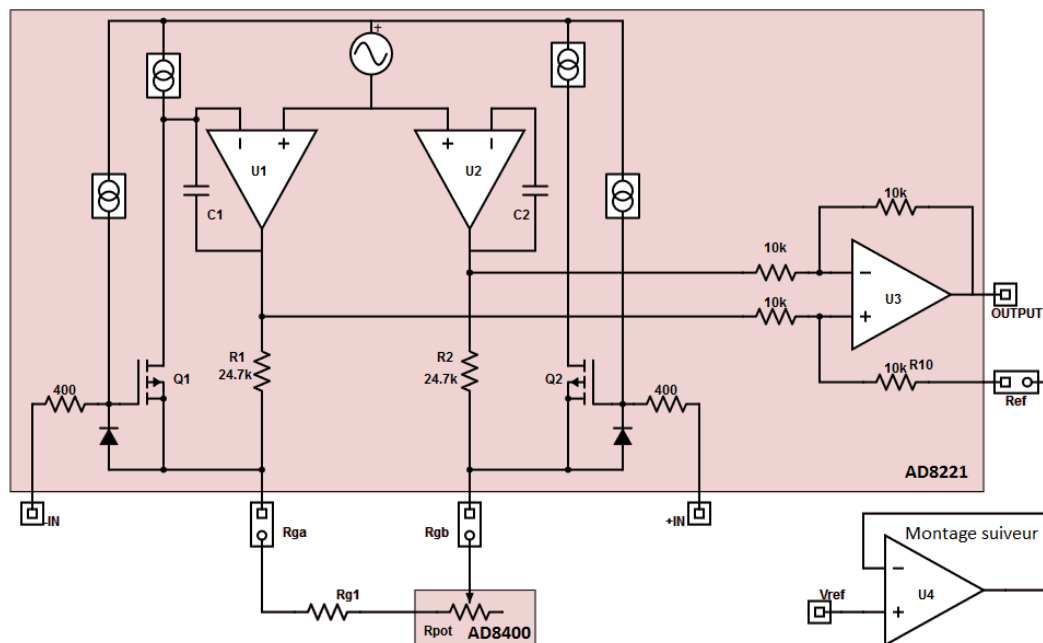 +
U1
U2
C1
C2
10k
10k
U3
OUTPUT
10k
R1
24.7k
R2
24.7k
Q1
Q2
400
400
10k
R10
Ref
AD8221
-IN
Rga
Rgb
+IN
Montage suiveur
U4
Vref
Rg1
Rpot
AD8400